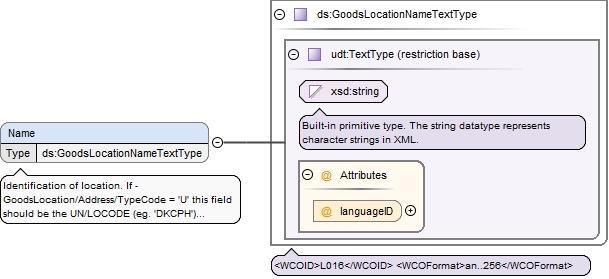 ds:GoodsLocationNameTextType
udt:TextType (restriction base)
xsd:string
Built-in primitive type. The string datatype represents
character strings in XML.
Name
Type ds:GoodsLocationNameTextType
Identification of location. If -
GoodsLocation/Address/TypeCode = 'U' this field
should be the UN/LOCODE (eg. 'DKCPH')...
@ Attributes
@ languageID
<WCOID>L016</WCOID> <WCOFormat>an..256</WCOFormat>